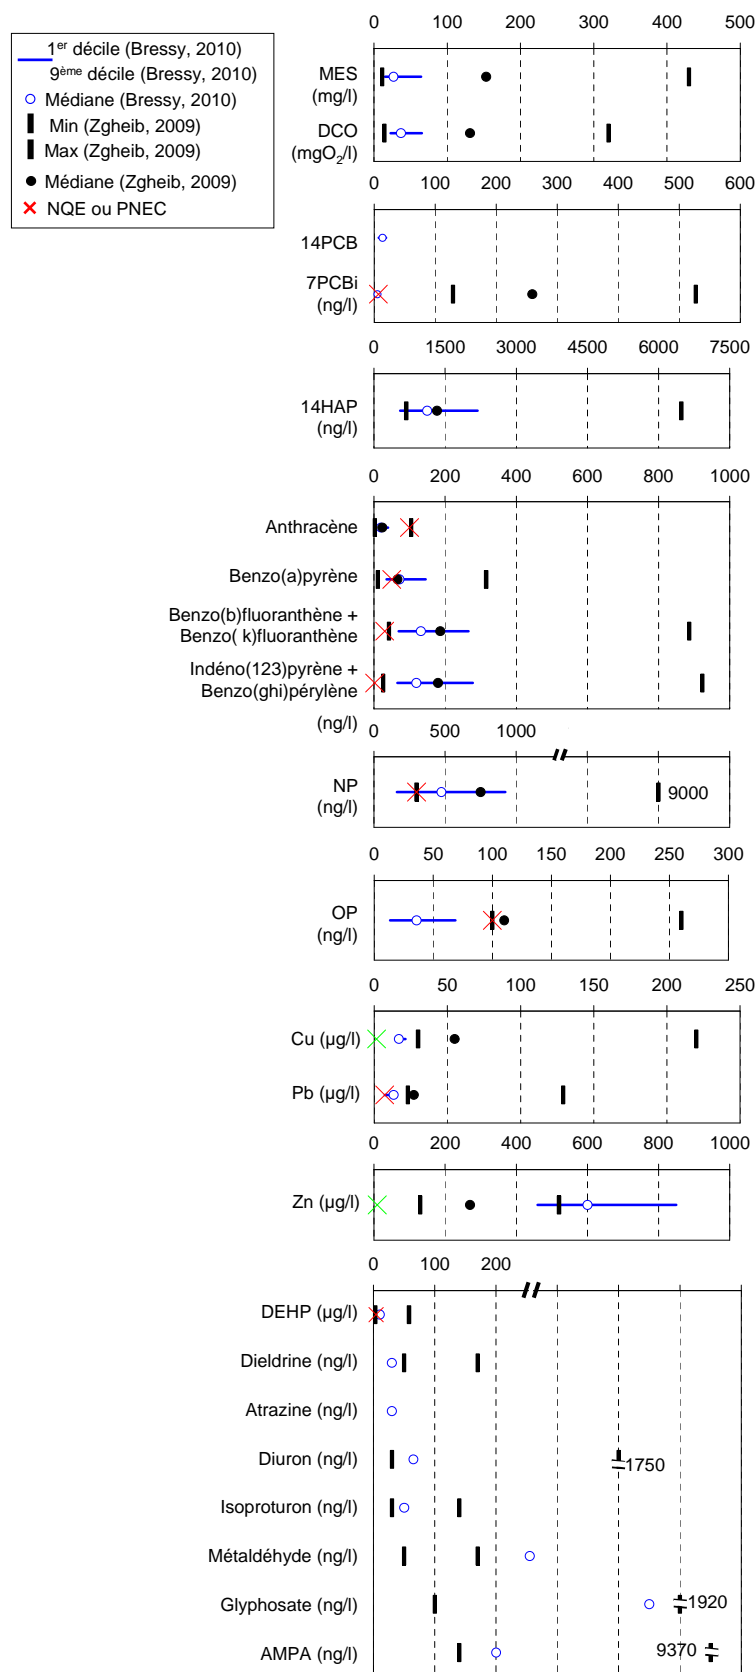 1er décile (Bressy, 2010)
9ème décile (Bressy, 2010)
Médiane (Bressy, 2010)
Min (Zgheib, 2009)
Max (Zgheib, 2009)
Médiane (Zgheib, 2009)
NQE ou PNEC
0 100 200 300 400 500
MES
(mg/l)
DCO
(mgO2/l)
0 100 200 300 400 500 600
14PCB
7PCBi
(ng/l)
0 1500 3000 4500 6000 7500
14HAP
(ng/l)
0 200 400 600 800 1000
Anthracène
Benzo(a)pyrène
Benzo(b)fluoranthène +
Benzo( k)fluoranthène
Indéno(123)pyrène +
Benzo(ghi)pérylène
(ng/l)
0 500 1000
NP
(ng/l)
9000
0 50 100 150 200 250 300
OP
(ng/l)
0 50 100 150 200 250
Cu (µg/l)
Pb (µg/l)
0 200 400 600 800 1000
Zn (µg/l)
0 100 200
DEHP (µg/l)
Dieldrine (ng/l)
Atrazine (ng/l)
Diuron (ng/l)
1750
Isoproturon (ng/l)
Métaldéhyde (ng/l)
Glyphosate (ng/l)
1920
AMPA (ng/l)
9370